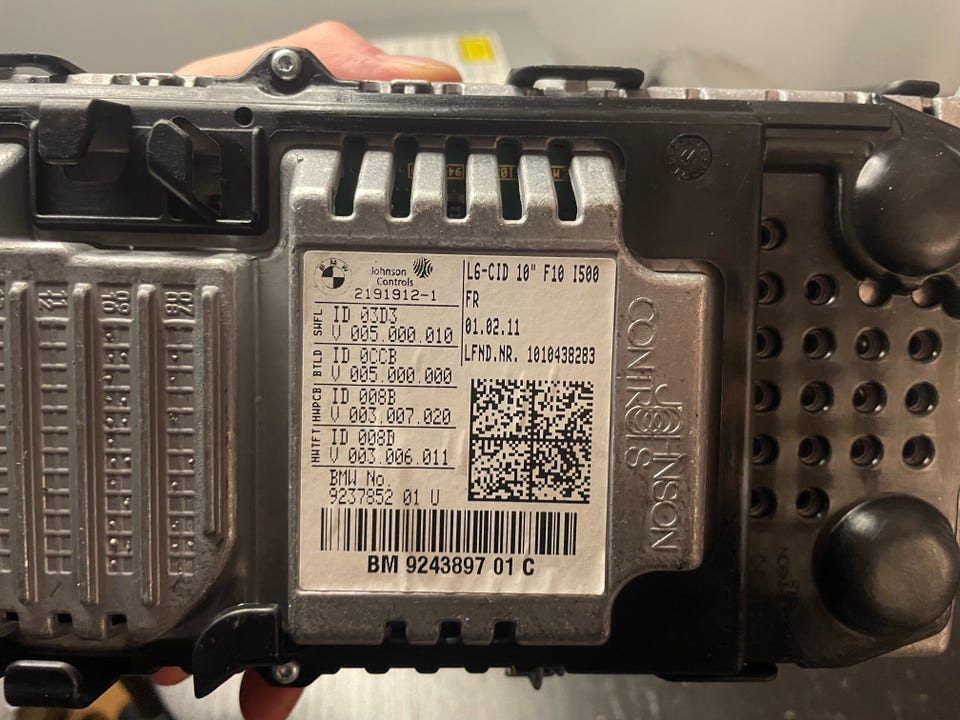 BMW
Johnson
Controls
2191912-1
L6-CID 10" F10 I500
FR
01.02.11
LFND.NR. 1010438283
SWFL
ID 03D3
V 005.000.010
BTLD
ID 0CCB
V 005.000.000
HWPCB
ID 008B
V 003.007.020
HWTFT
ID 008D
V 003.006.011
BMW No.
9237852 01 U
BM 9243897 01 C
JOHNSON
CONTROLS